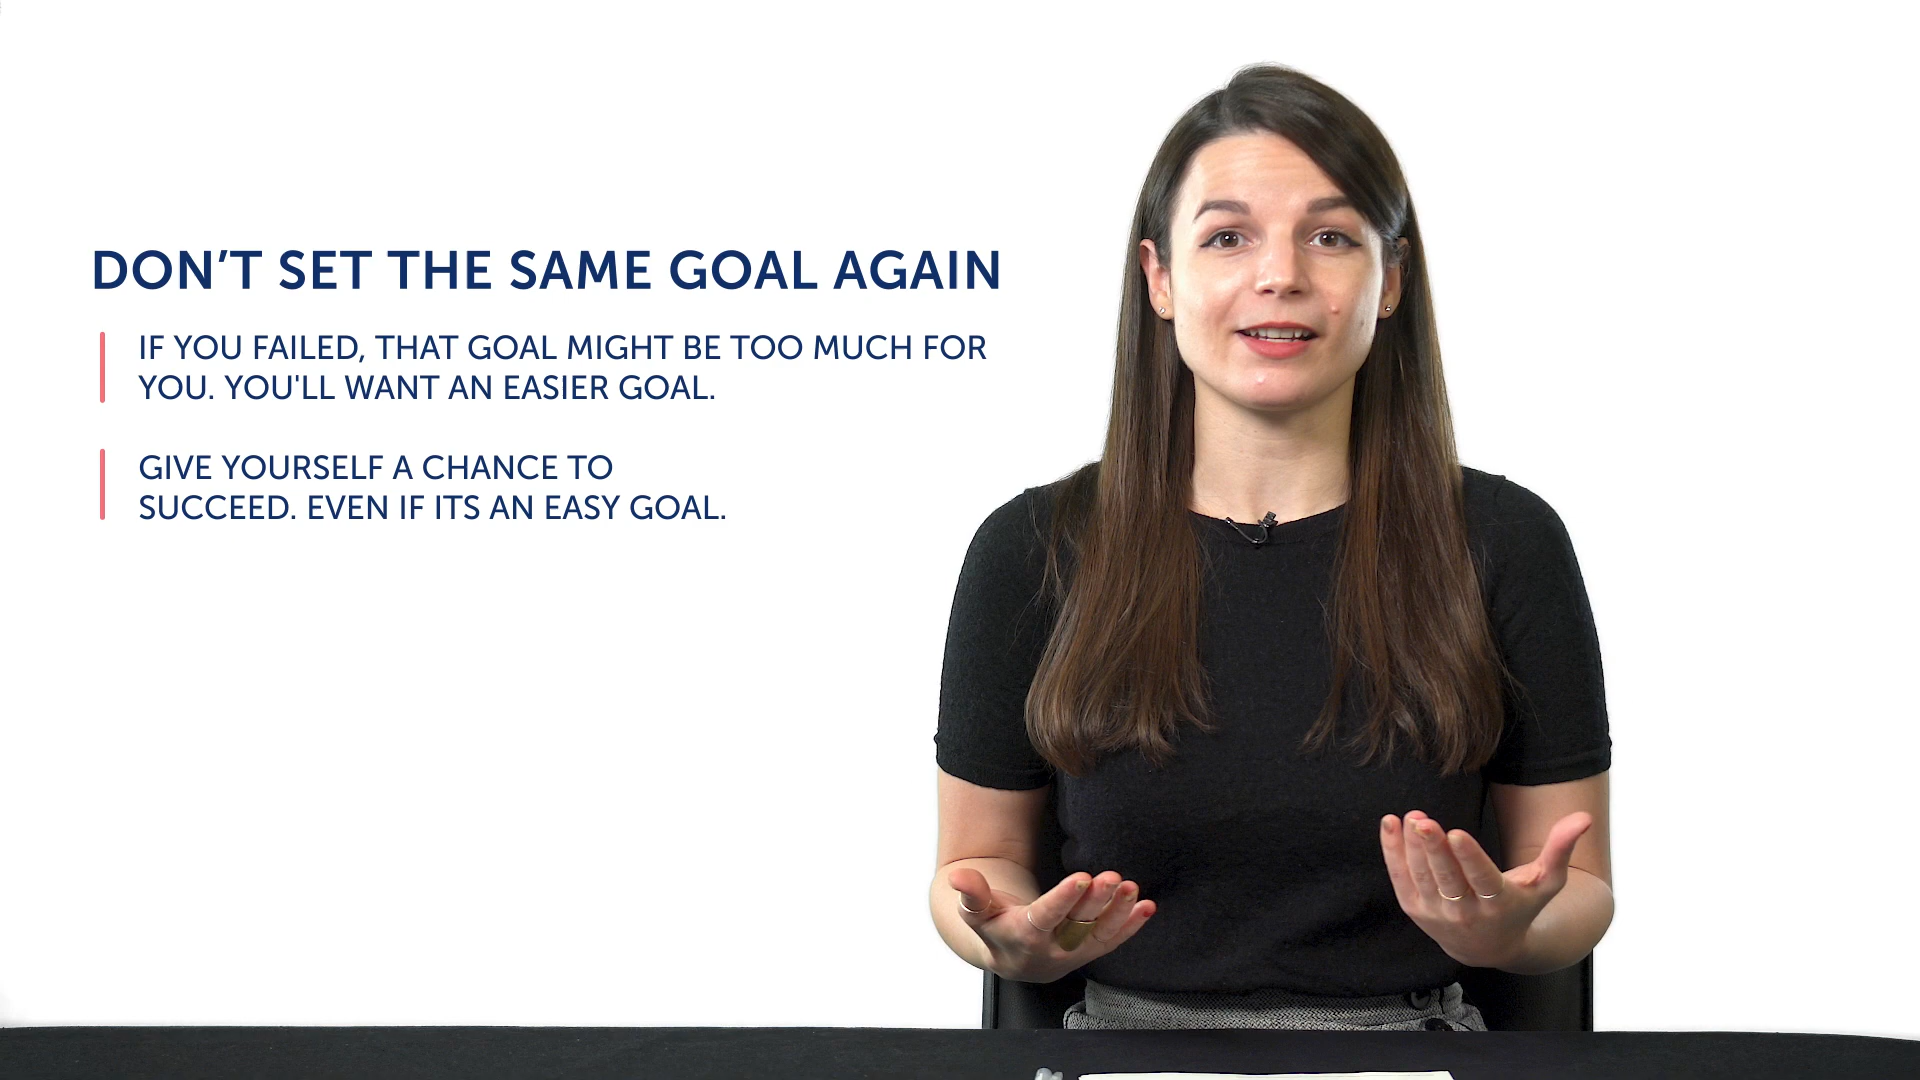 DON’T SET THE SAME GOAL AGAIN
IF YOU FAILED, THAT GOAL MIGHT BE TOO MUCH FOR
YOU. YOU'LL WANT AN EASIER GOAL.
GIVE YOURSELF A CHANCE TO
SUCCEED. EVEN IF ITS AN EASY GOAL.